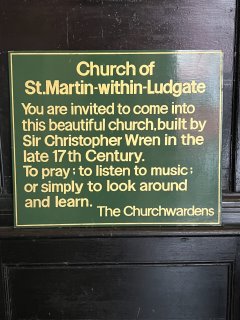 Church of
St.Martin-within-Ludgate
You are invited to come into
this beautiful church,built by
Sir Christopher Wren in the
late 17th Century.
To pray; to listen to music;
or simply to look around
and learn.
The Churchwardens